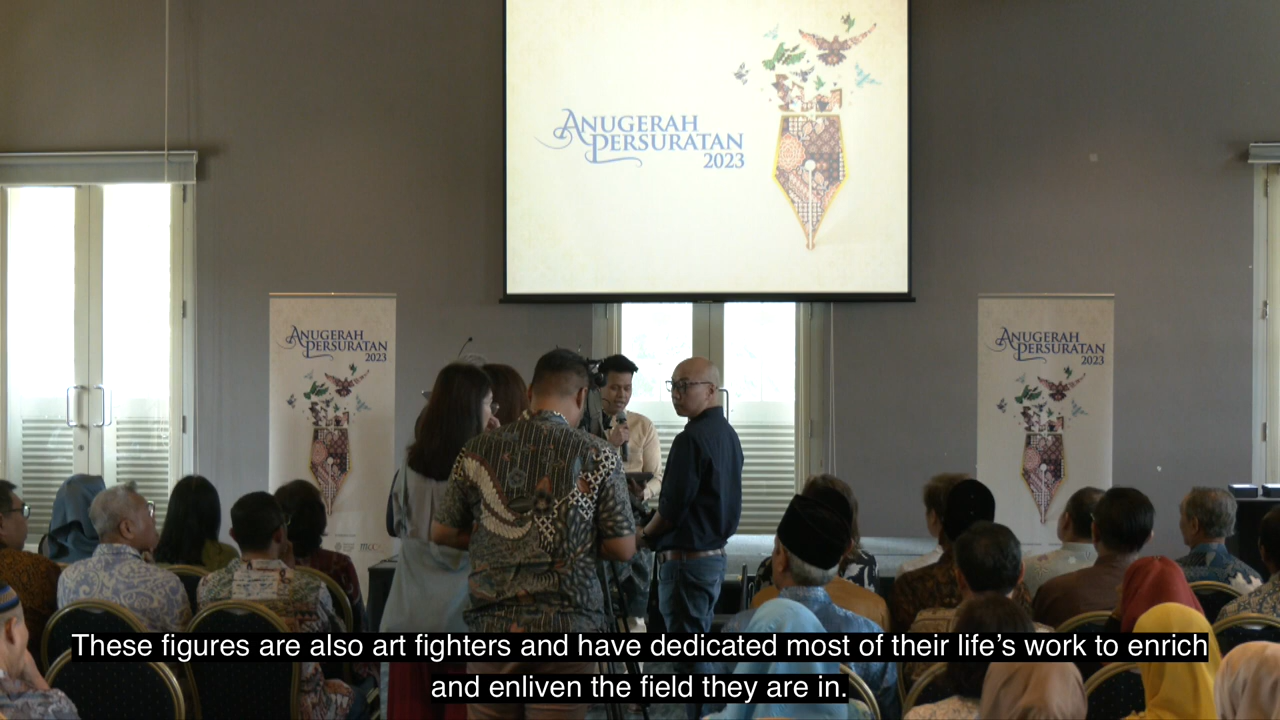 ANUGERAH
PERSURATAN
2023
ANUGERAH
PERSURATAN
2023
ANUGERAH
PERSURATAN
2023
These figures are also art fighters and have dedicated most of their life’s work to enrich
and enliven the field they are in.